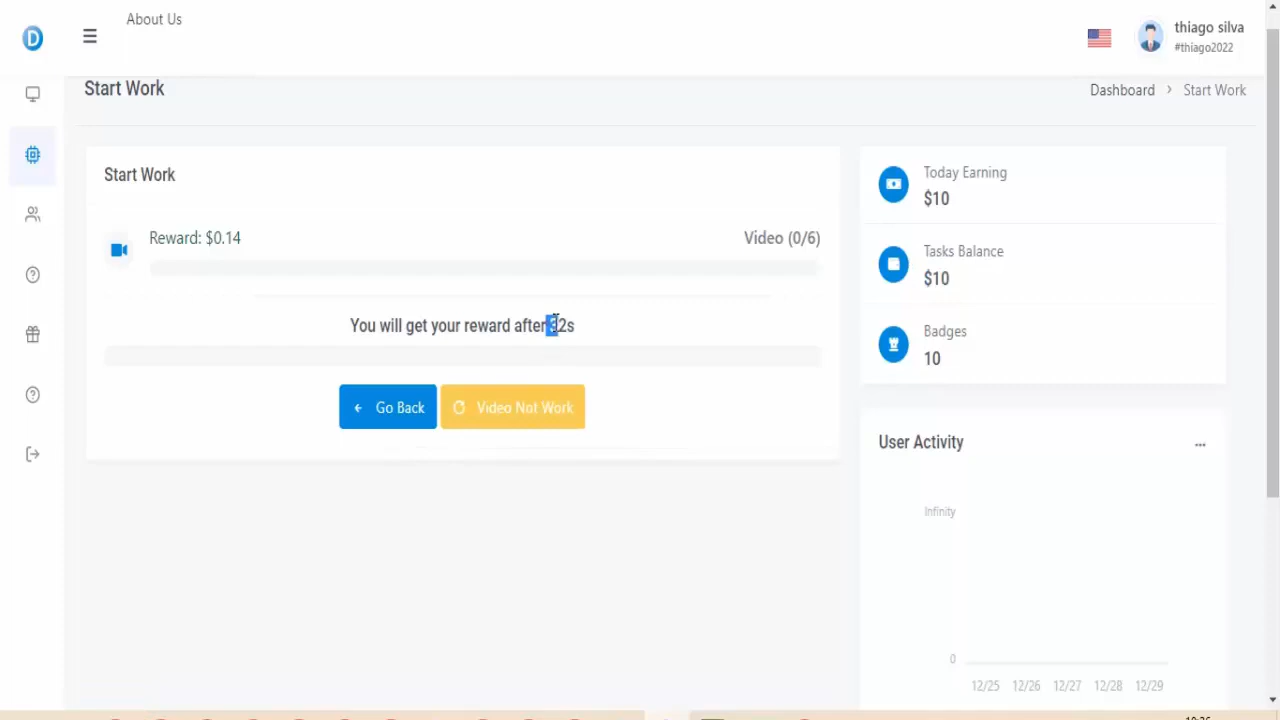 About Us
D
thiago silva
#thiago2022
Start Work
Dashboard > Start Work
Start Work
Reward: $0.14
Video (0/6)
You will get your reward after
2s
Go Back
Video Not Work
Today Earning
$10
Tasks Balance
$10
Badges
10
User Activity
...
Infinity
0
12/25 12/26 12/27 12/28 12/29